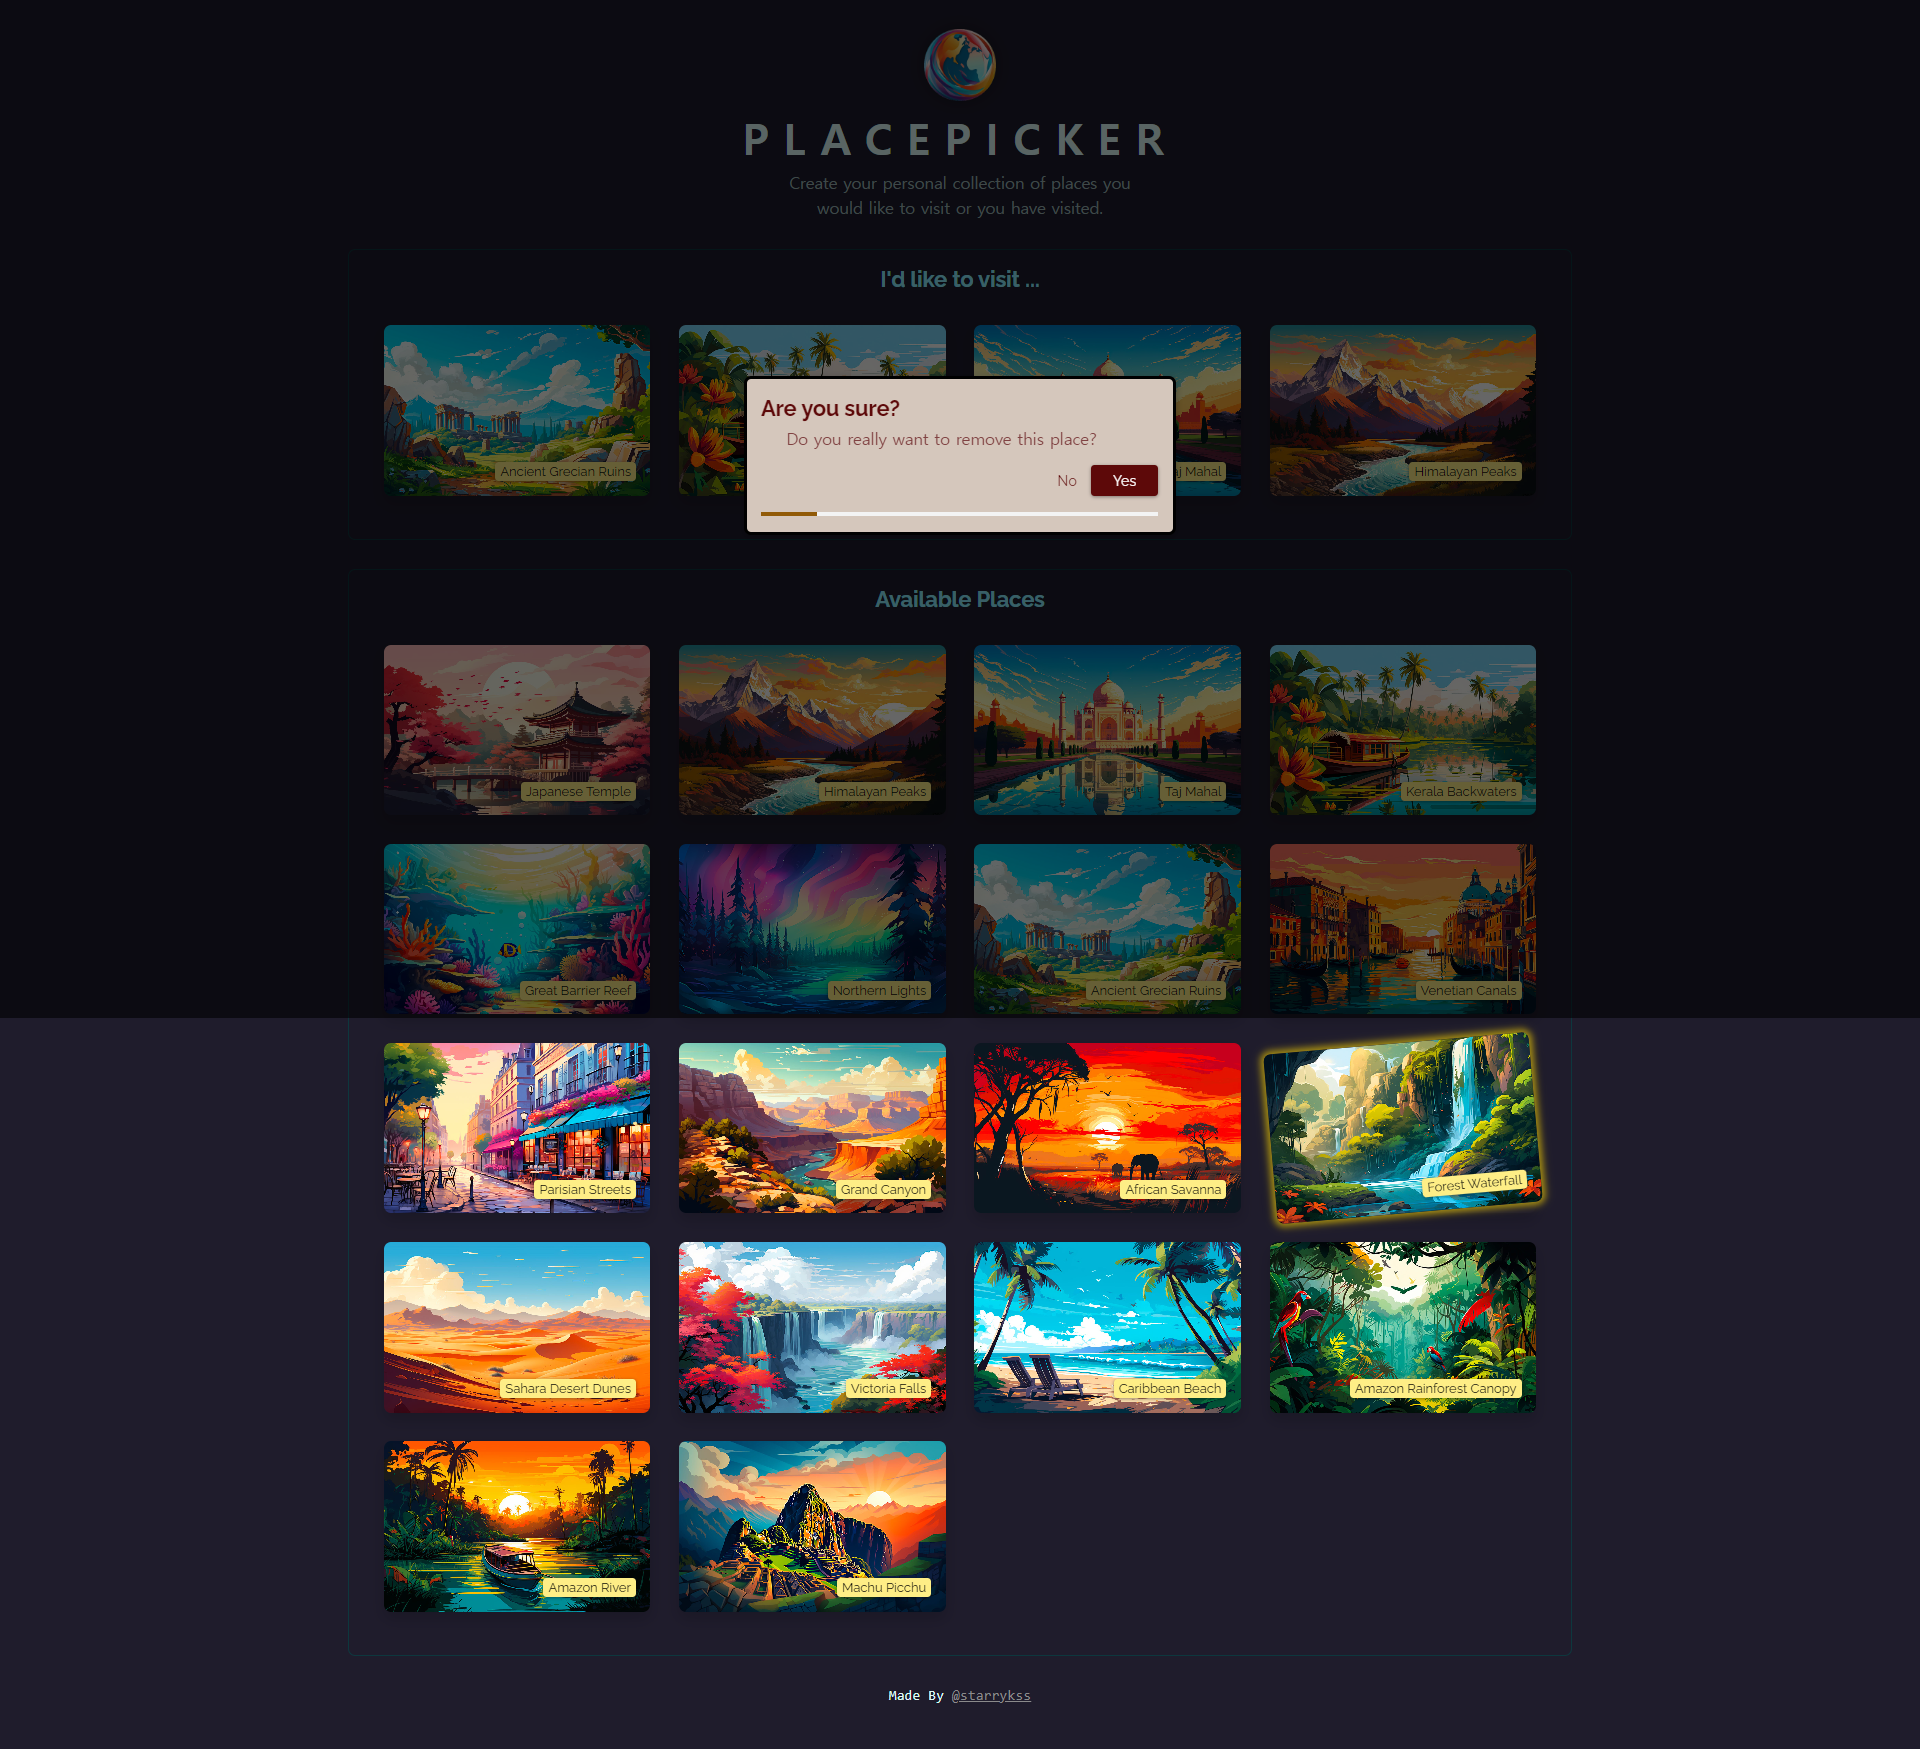 PLACEPICKER
Create your personal collection of places you
would like to visit or you have visited.
I'd like to visit ...
Ancient Grecian Ruins
Mahal
Himalayan Peaks
Are you sure?
Do you really want to remove this place?
No
Yes
Available Places
Japanese Temple
Himalayan Peaks
Taj Mahal
Kerala Backwaters
Great Barrier Reef
Northern Lights
Ancient Grecian Ruins
Venetian Canals
Parisian Streets
Grand Canyon
African Savanna
Forest Waterfall
Sahara Desert Dunes
Victoria Falls
Caribbean Beach
Amazon Rainforest Canopy
Amazon River
Machu Picchu
Made By @starrykss